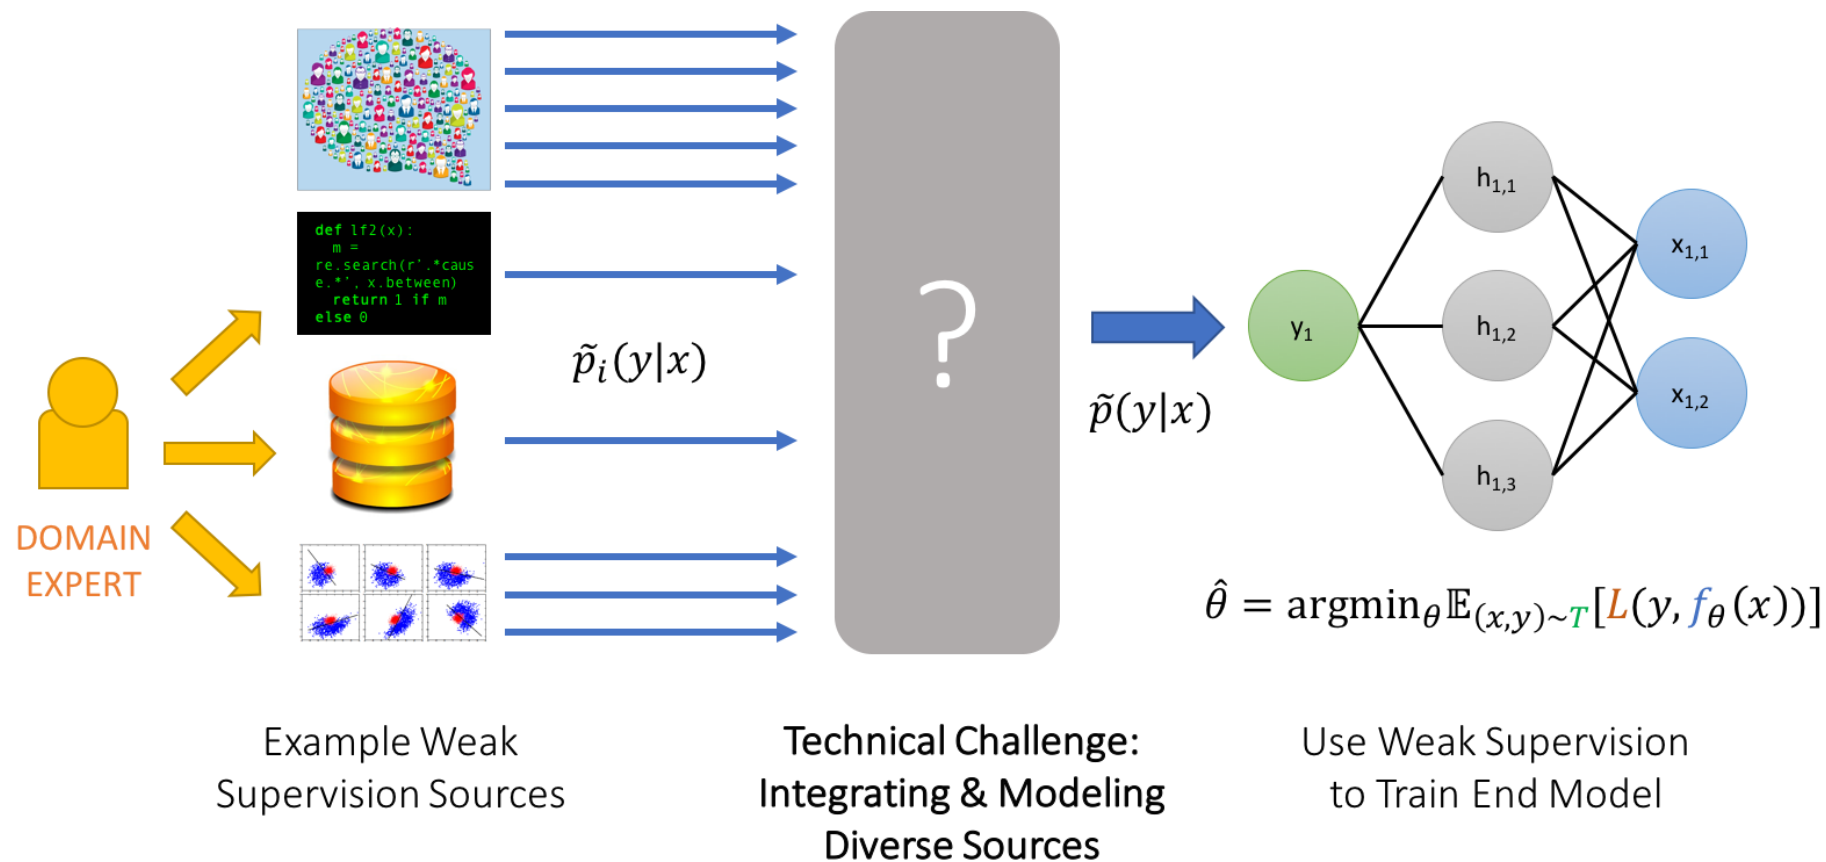 def lf2(x):
m =
re.search(r'.*caus
e.*', x.between)
return 1 if m
else 0
DOMAIN
EXPERT
p̃ᵢ(y|x)
?
p̃(y|x)
y₁
h₁,₁
h₁,₂
h₁,₃
x₁,₁
x₁,₂
θ̂ = argmin_θ 𝔼_(x,y)~T[L(y, f_θ(x))]
Example Weak
Supervision Sources
Technical Challenge:
Integrating & Modeling
Diverse Sources
Use Weak Supervision
to Train End Model